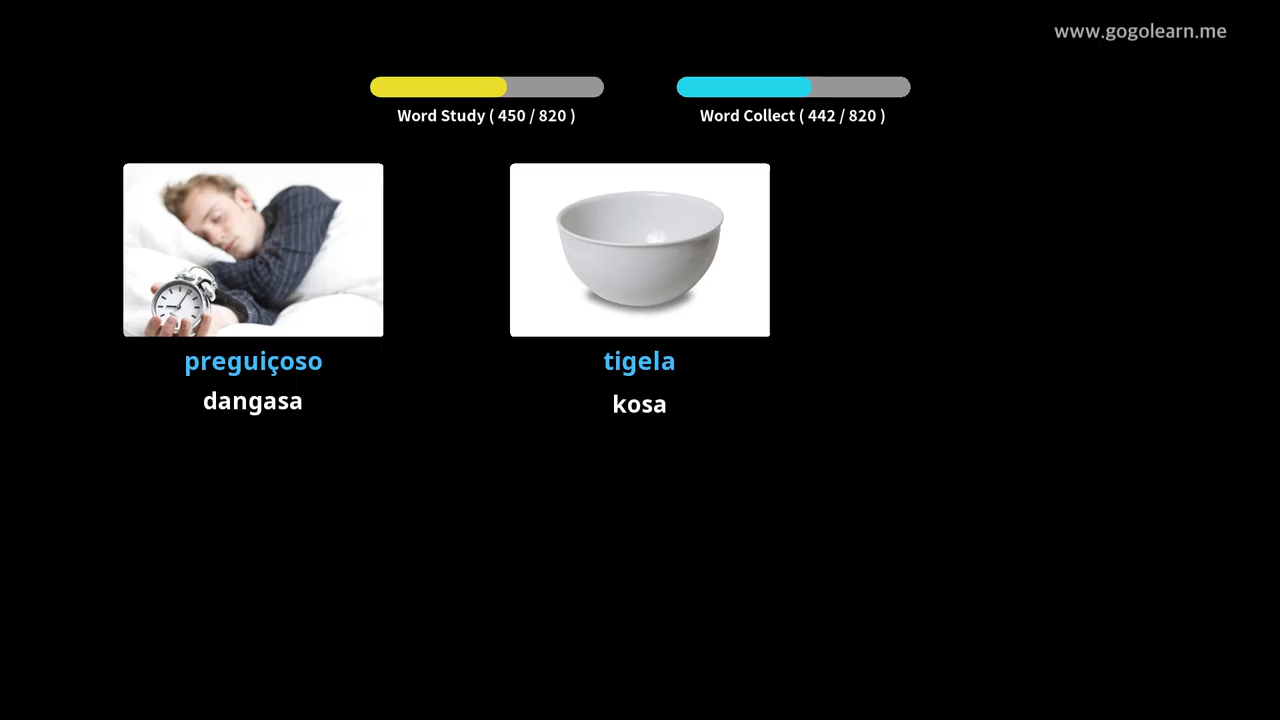 www.gogolearn.me
Word Study ( 450 / 820 )
Word Collect ( 442 / 820 )
preguiçoso
dangasa
tigela
kosa